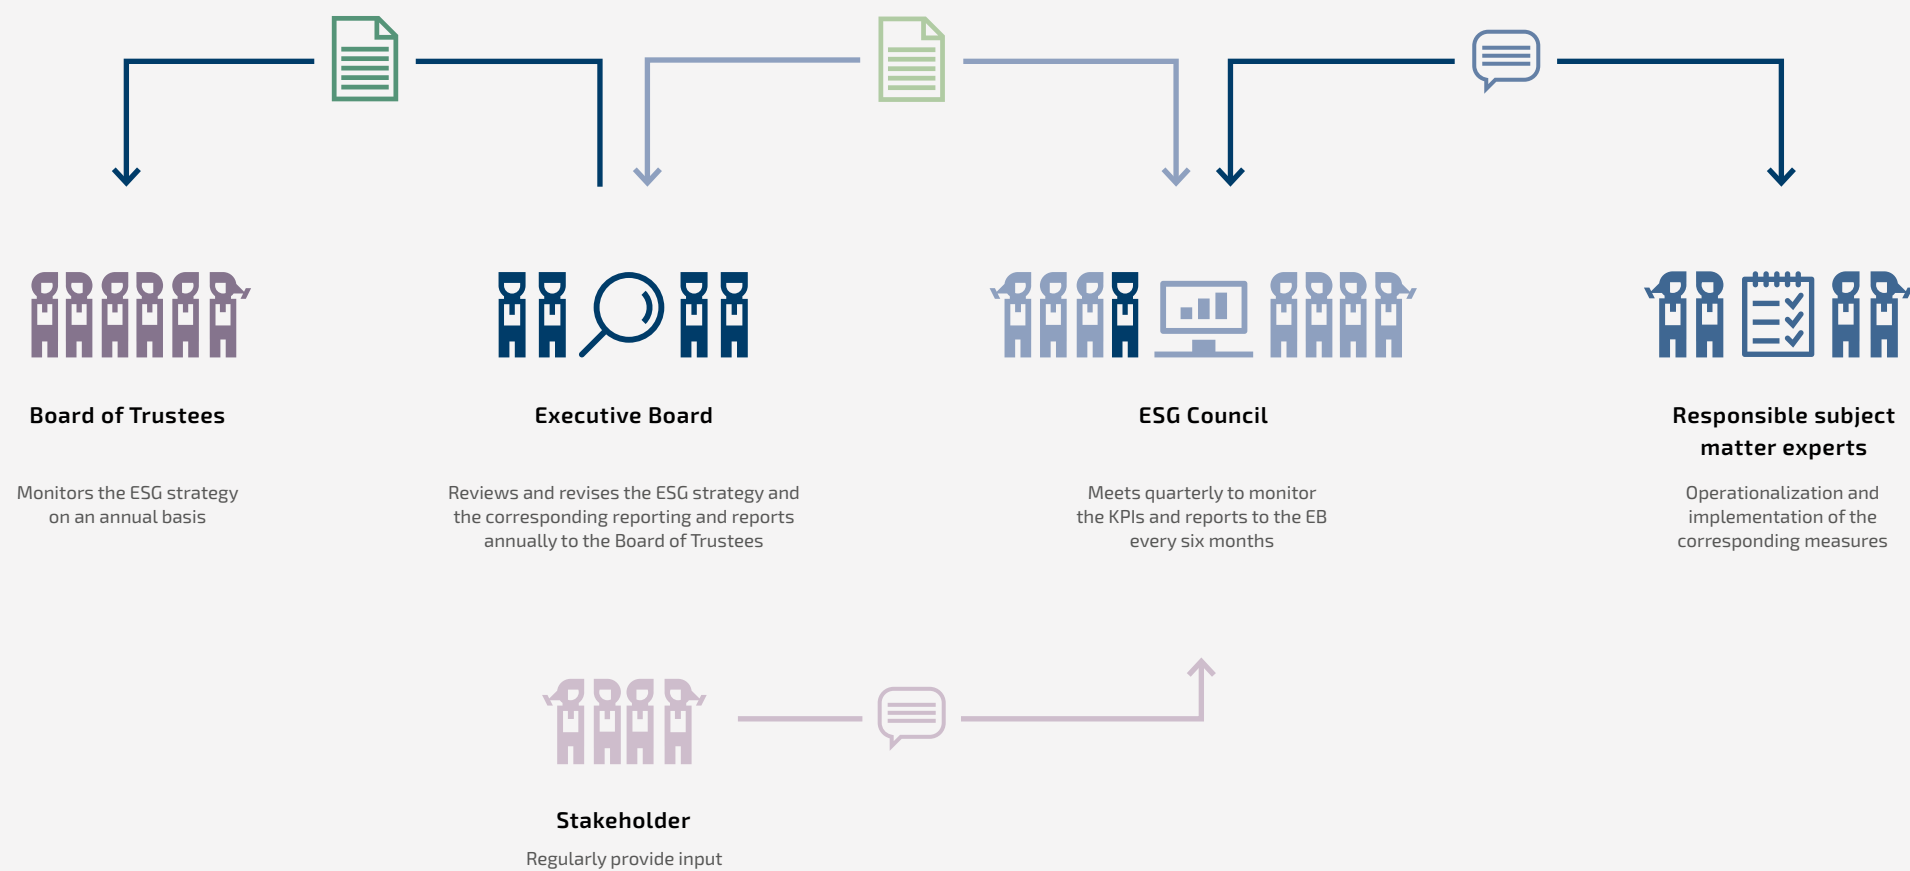 Board of Trustees
Monitors the ESG strategy
on an annual basis
Executive Board
Reviews and revises the ESG strategy and
the corresponding reporting and reports
annually to the Board of Trustees
ESG Council
Meets quarterly to monitor
the KPIs and reports to the EB
every six months
Responsible subject
matter experts
Operationalization and
implementation of the
corresponding measures
Stakeholder
Regularly provide input